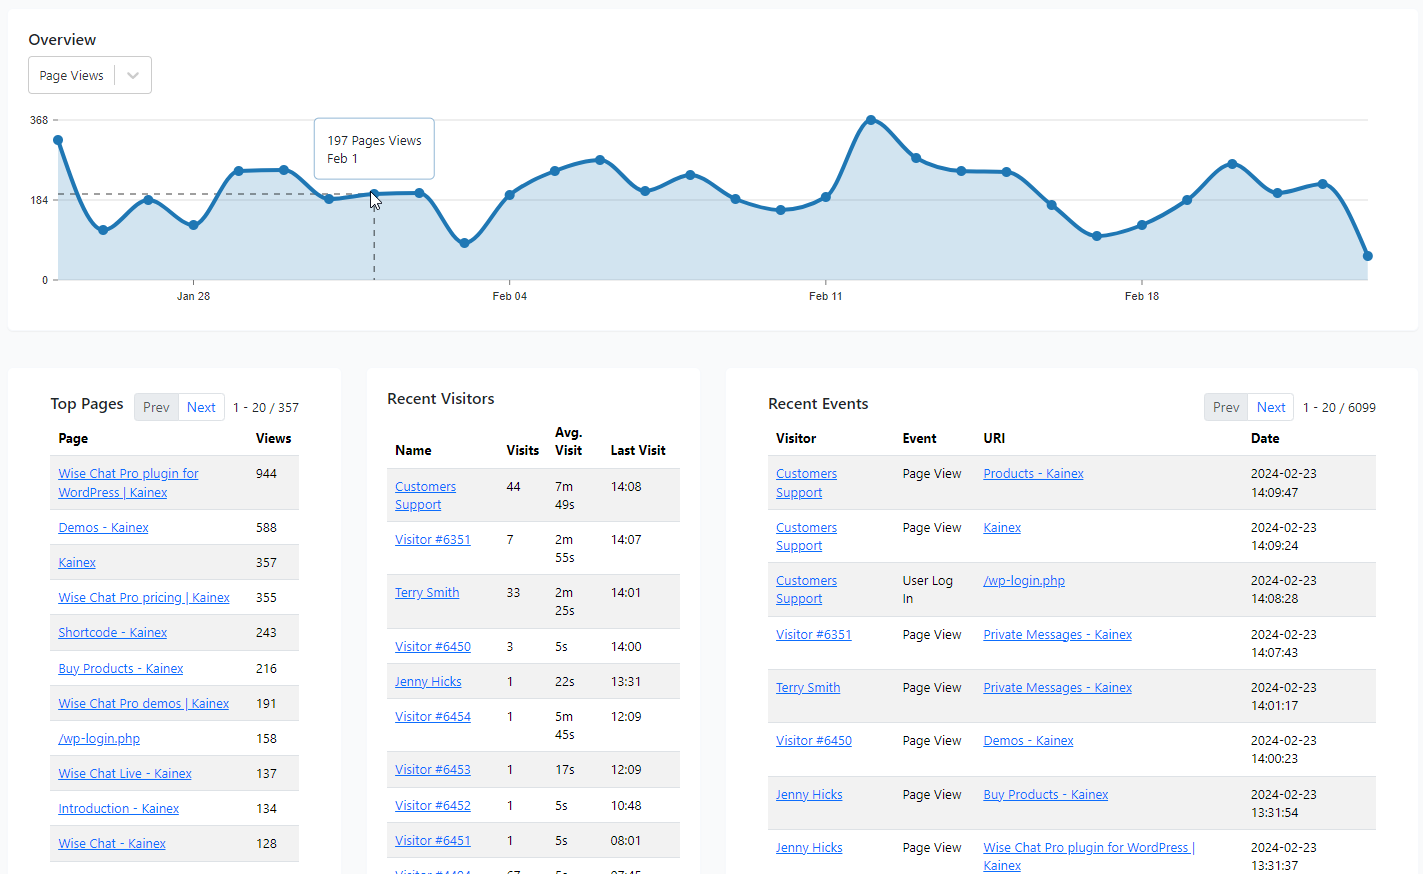 Overview
Page Views
368
184
0
197 Pages Views
Feb 1
Jan 28
Feb 04
Feb 11
Feb 18
Top Pages Prev Next 1 - 20 / 357
Page Views
Wise Chat Pro plugin for 944
WordPress | Kainex
Demos - Kainex 588
Kainex 357
Wise Chat Pro pricing | Kainex 355
Shortcode - Kainex 243
Buy Products - Kainex 216
Wise Chat Pro demos | Kainex 191
/wp-login.php 158
Wise Chat Live - Kainex 137
Introduction - Kainex 134
Wise Chat - Kainex 128
Recent Visitors
Avg.
Name Visits Visit Last Visit
Customers 44 7m 14:08
Support 49s
Visitor #6351 7 2m 14:07
55s
Terry Smith 33 2m 14:01
25s
Visitor #6450 3 5s 14:00
Jenny Hicks 1 22s 13:31
Visitor #6454 1 5m 12:09
45s
Visitor #6453 1 17s 12:09
Visitor #6452 1 5s 10:48
Visitor #6451 1 5s 08:01
Recent Events Prev Next 1 - 20 / 6099
Visitor Event URI Date
Customers Page View Products - Kainex 2024-02-23
Support 14:09:47
Customers Page View Kainex 2024-02-23
Support 14:09:24
Customers User Log /wp-login.php 2024-02-23
Support In 14:08:28
Visitor #6351 Page View Private Messages - Kainex 2024-02-23
14:07:43
Terry Smith Page View Private Messages - Kainex 2024-02-23
14:01:17
Visitor #6450 Page View Demos - Kainex 2024-02-23
14:00:23
Jenny Hicks Page View Buy Products - Kainex 2024-02-23
13:31:54
Jenny Hicks Page View Wise Chat Pro plugin for WordPress | 2024-02-23
Kainex 13:31:37